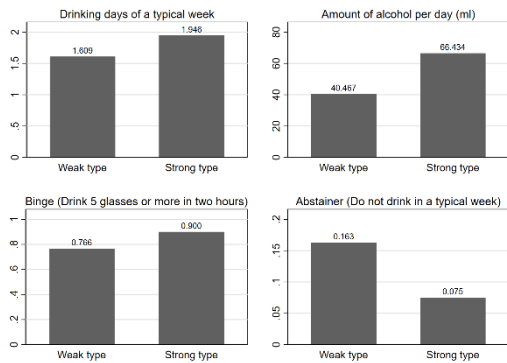 Drinking days of a typical week
2
1.5
1
.5
0
1.609
1.946
Weak type
Strong type
Amount of alcohol per day (ml)
80
60
40
20
0
40.467
66.434
Weak type
Strong type
Binge (Drink 5 glasses or more in two hours)
1
.8
.6
.4
.2
0
0.766
0.900
Weak type
Strong type
Abstainer (Do not drink in a typical week)
.2
.15
.1
.05
0
0.163
0.075
Weak type
Strong type